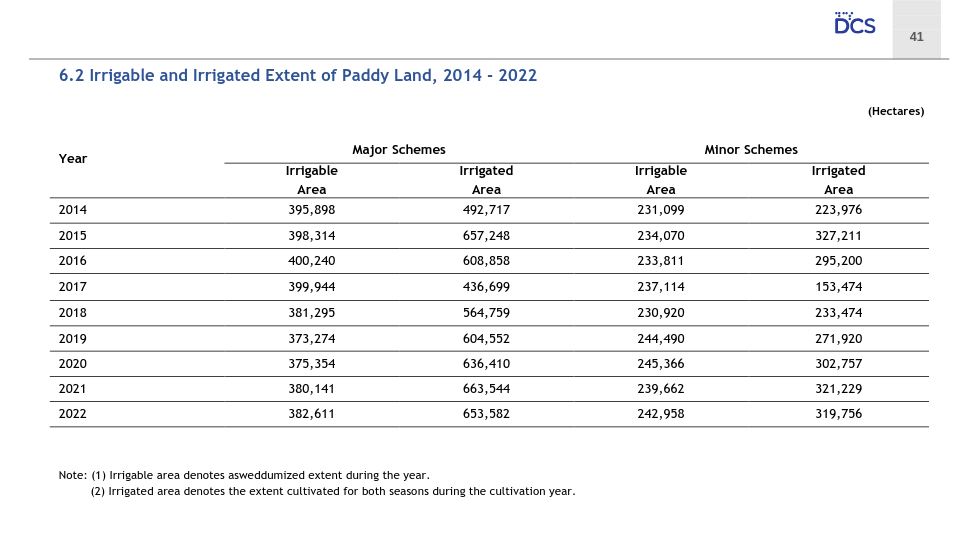 DCS
41
6.2 Irrigable and Irrigated Extent of Paddy Land, 2014 - 2022
(Hectares)
Year Major Schemes Minor Schemes
Irrigable Area Irrigated Area Irrigable Area Irrigated Area
2014 395,898 492,717 231,099 223,976
2015 398,314 657,248 234,070 327,211
2016 400,240 608,858 233,811 295,200
2017 399,944 436,699 237,114 153,474
2018 381,295 564,759 230,920 233,474
2019 373,274 604,552 244,490 271,920
2020 375,354 636,410 245,366 302,757
2021 380,141 663,544 239,662 321,229
2022 382,611 653,582 242,958 319,756
Note: (1) Irrigable area denotes asweddumized extent during the year.
(2) Irrigated area denotes the extent cultivated for both seasons during the cultivation year.